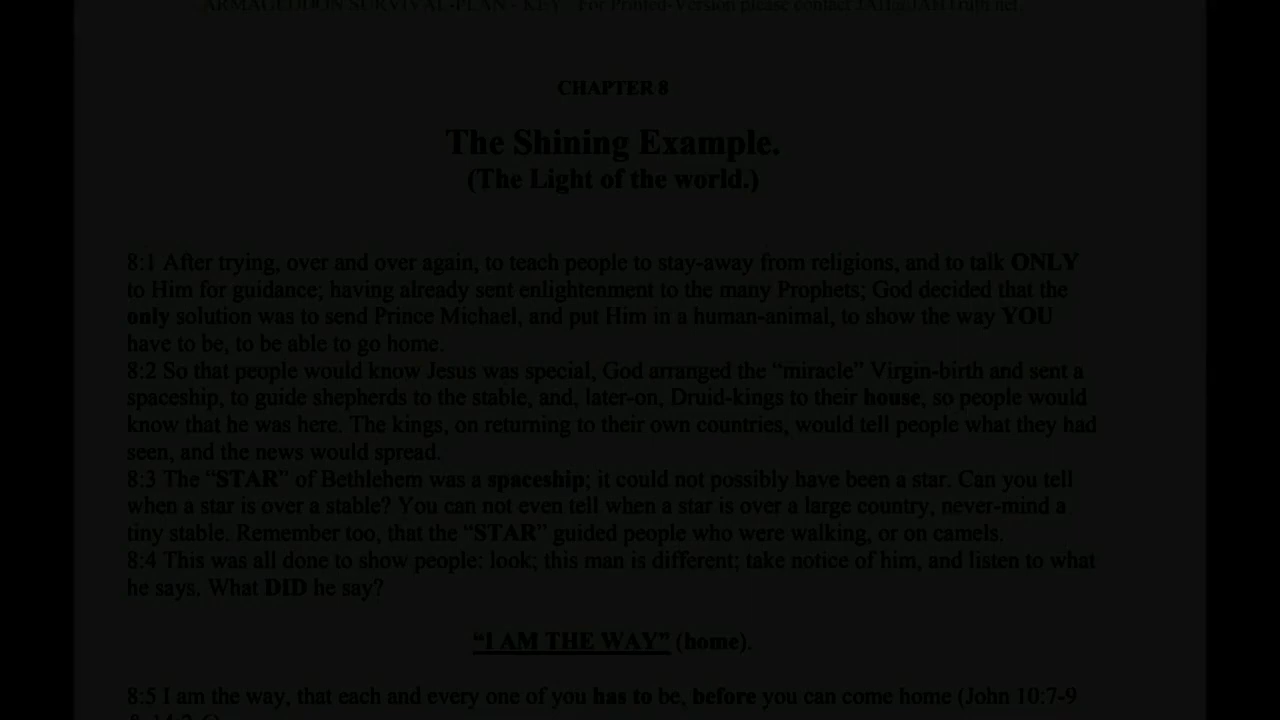 ARMAGEDDON SURVIVAL-PLAN - KEY For Printed-Version please contact JAH@JAHtruth.net
CHAPTER 8
The Shining Example.
(The Light of the world.)
8:1 After trying, over and over again, to teach people to stay-away from religions, and to talk ONLY
to Him for guidance; having already sent enlightenment to the many Prophets; God decided that the
only solution was to send Prince Michael, and put Him in a human-animal, to show the way YOU
have to be, to be able to go home.
8:2 So that people would know Jesus was special, God arranged the “miracle” Virgin-birth and sent a
spaceship, to guide shepherds to the stable, and, later-on, Druid-kings to their house, so people would
know that he was here. The kings, on returning to their own countries, would tell people what they had
seen, and the news would spread.
8:3 The “STAR” of Bethlehem was a spaceship; it could not possibly have been a star. Can you tell
when a star is over a stable? You can not even tell when a star is over a large country, never-mind a
tiny stable. Remember too, that the “STAR” guided people who were walking, or on camels.
8:4 This was all done to show people: look; this man is different; take notice of him, and listen to what
he says. What DID he say?
“I AM THE WAY” (home).
8:5 I am the way, that each and every one of you has to be, before you can come home (John 10:7-9